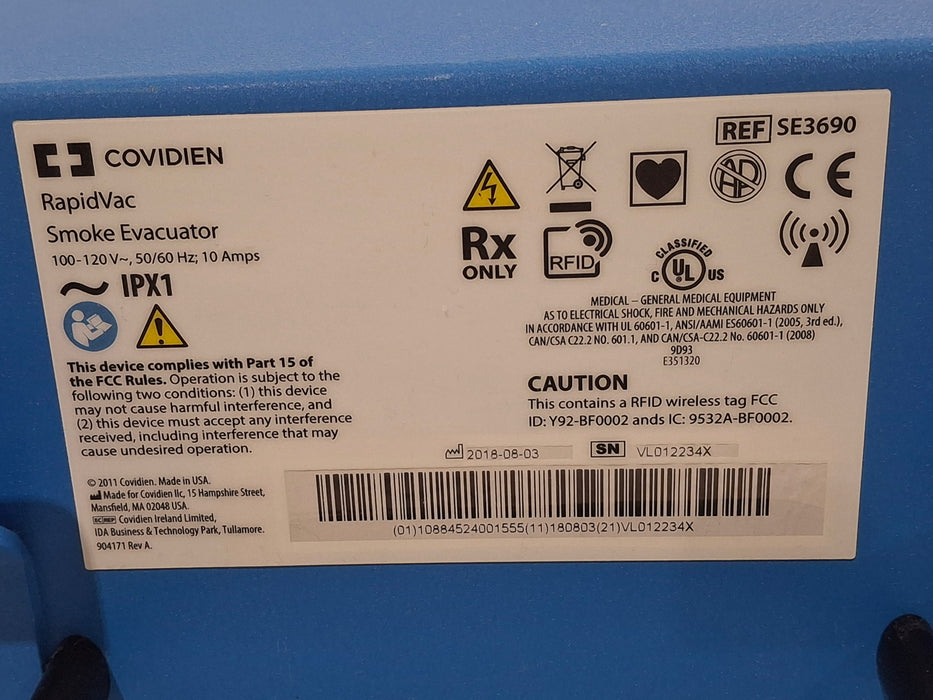 COVIDIEN
RapidVac
Smoke Evacuator
100-120 V~, 50/60 Hz; 10 Amps
IPX1
This device complies with Part 15 of
the FCC Rules. Operation is subject to the
following two conditions: (1) this device
may not cause harmful interference, and
(2) this device must accept any interference
received, including interference that may
cause undesired operation.
© 2011 Covidien. Made in USA.
Made for Covidien llc, 15 Hampshire Street,
Mansfield, MA 02048 USA.
EC REP Covidien Ireland Limited,
IDA Business & Technology Park, Tullamore.
904171 Rev A.
REF SE3690
CE
Rx
ONLY
RFID
CLASSIFIED
C UL US
MEDICAL – GENERAL MEDICAL EQUIPMENT
AS TO ELECTRICAL SHOCK, FIRE AND MECHANICAL HAZARDS ONLY
IN ACCORDANCE WITH UL 60601-1, ANSI/AAMI ES60601-1 (2005, 3rd ed.),
CAN/CSA C22.2 NO. 601.1, AND CAN/CSA-C22.2 No. 60601-1 (2008)
9D93
E351320
CAUTION
This contains a RFID wireless tag FCC
ID: Y92-BF0002 ands IC: 9532A-BF0002.
2018-08-03 SN VL012234X
(01)10884524001555(11)180803(21)VL012234X